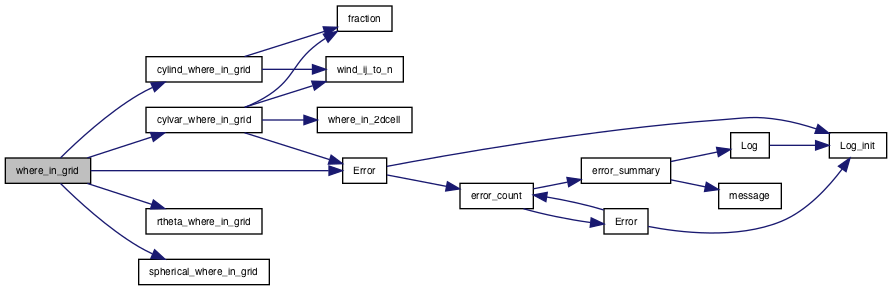 fraction
cylind_where_in_grid
wind_ij_to_n
cylvar_where_in_grid
where_in_2dcell
Log
Log_init
where_in_grid
Error
error_summary
error_count
message
rtheta_where_in_grid
Error
spherical_where_in_grid